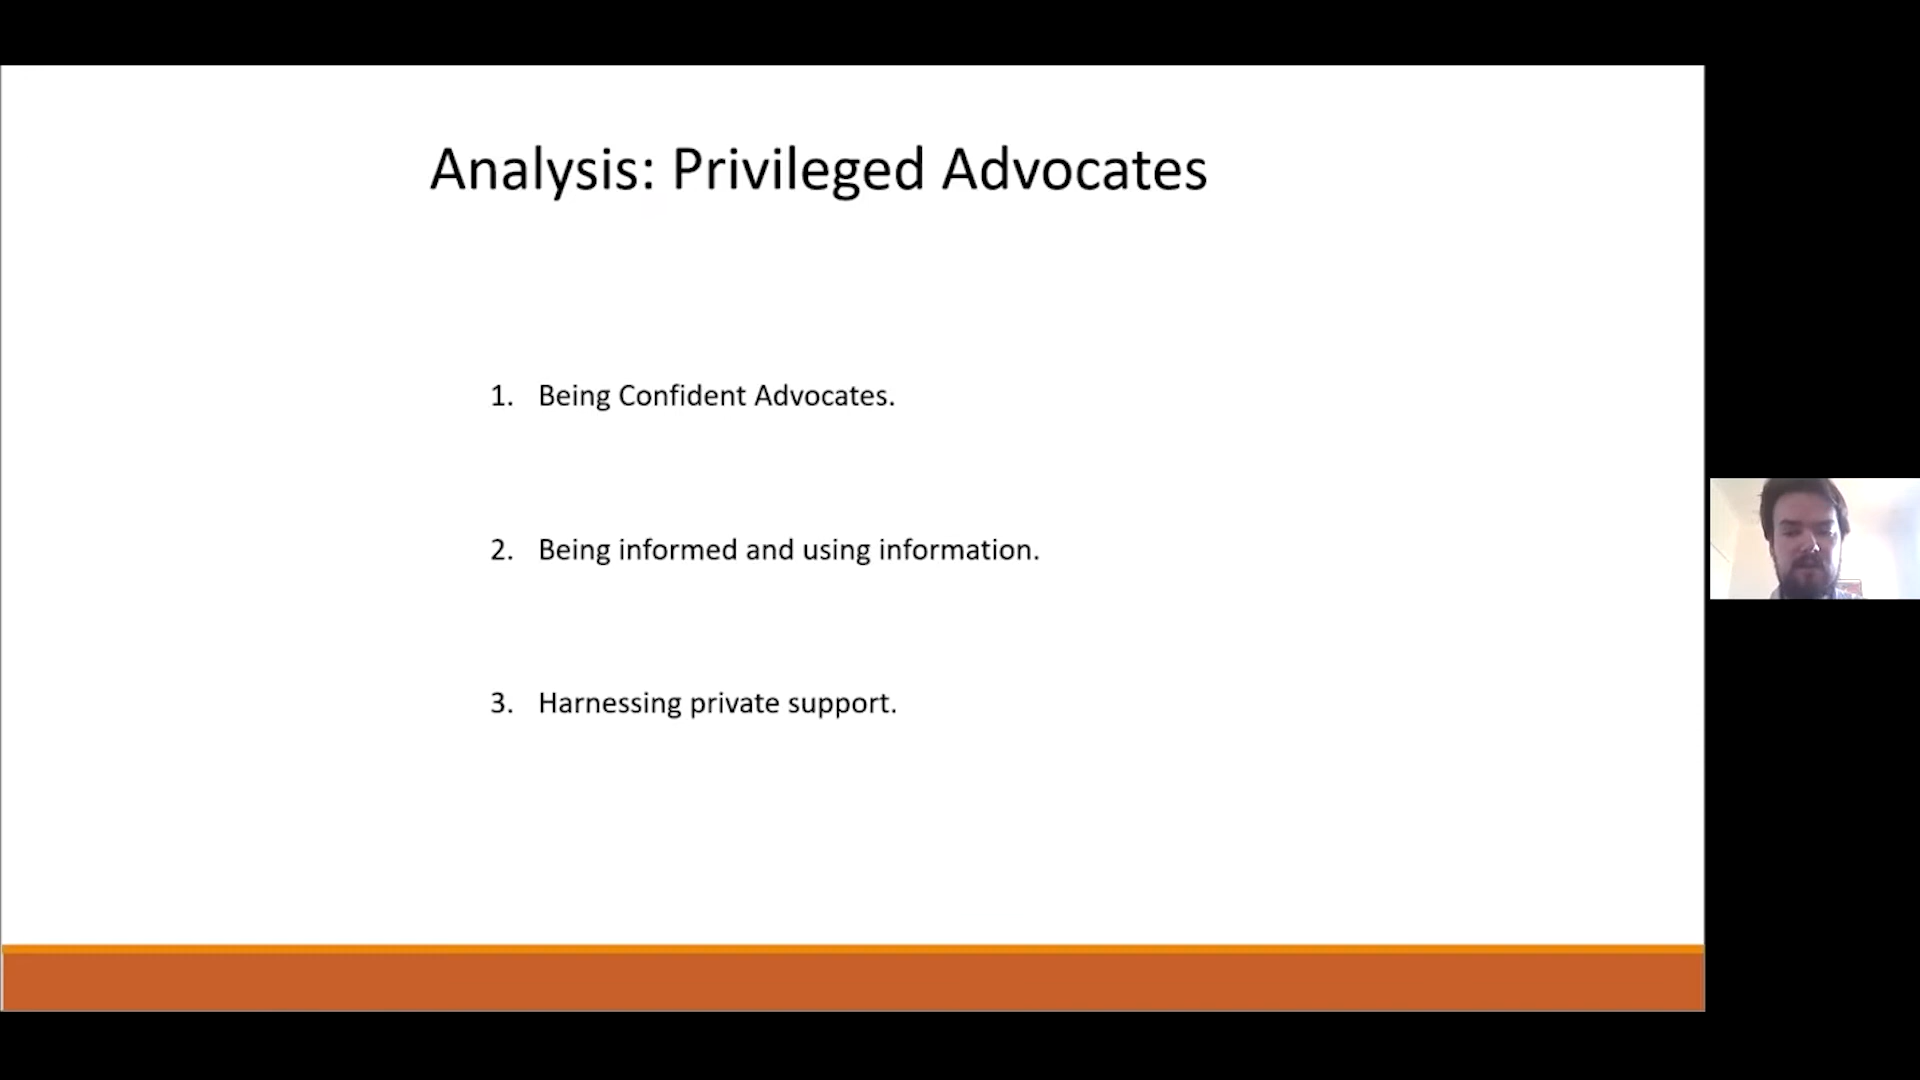 Analysis: Privileged Advocates
1. Being Confident Advocates.
2. Being informed and using information.
3. Harnessing private support.